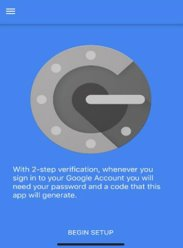 With 2-step verification, whenever you
sign in to your Google Account you will
need your password and a code that this
app will generate.
BEGIN SETUP